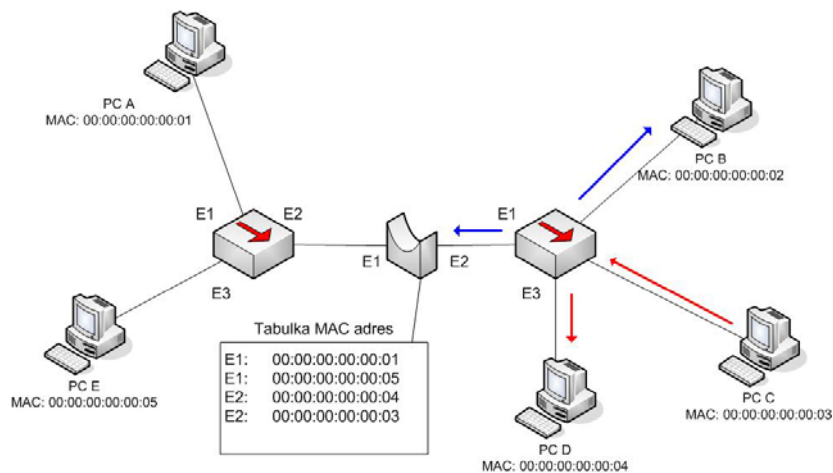 PC A
MAC: 00:00:00:00:00:01
PC B
MAC: 00:00:00:00:00:02
E1
E2
E3
E1
E2
E1
E3
PC E
MAC: 00:00:00:00:00:05
Tabulka MAC adres
E1: 00:00:00:00:00:01
E1: 00:00:00:00:00:05
E2: 00:00:00:00:00:04
E2: 00:00:00:00:00:03
PC D
MAC: 00:00:00:00:00:04
PC C
MAC: 00:00:00:00:00:03